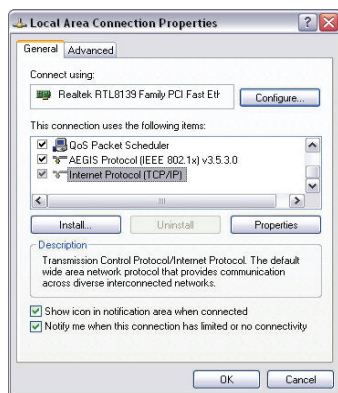 Local Area Connection Properties
General Advanced
Connect using:
Realtek RTL8139 Family PCI Fast Eth
Configure...
This connection uses the following items:
QoS Packet Scheduler
AEGIS Protocol (IEEE 802.1x) v3.5.3.0
Internet Protocol (TCP/IP)
Install... Uninstall Properties
Description
Transmission Control Protocol/Internet Protocol. The default
wide area network protocol that provides communication
across diverse interconnected networks.
Show icon in notification area when connected
Notify me when this connection has limited or no connectivity
OK Cancel